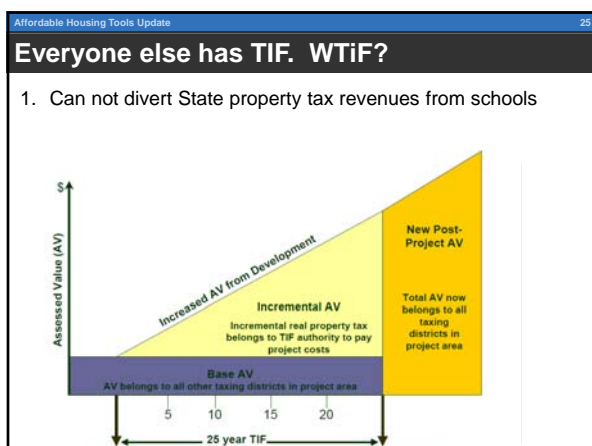 Affordable Housing Tools Update 25
Everyone else has TIF. WTiF?
1. Can not divert State property tax revenues from schools
$
Assessed Value (AV)
Increased AV from Development
Incremental AV
Incremental real property tax
belongs to TIF authority to pay
project costs
New Post-
Project AV
Total AV now
belongs to all
taxing
districts in
project area
Base AV
AV belongs to all other taxing districts in project area
5 10 15 20
25 year TIF